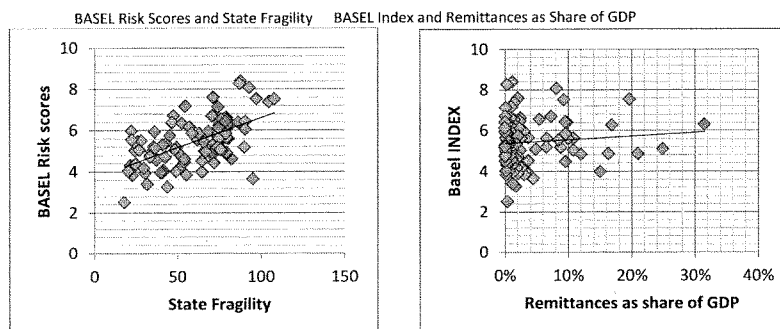 BASEL Risk Scores and State Fragility
BASEL Index and Remittances as Share of GDP
BASEL Risk scores
10
8
6
4
2
0
0 50 100 150
State Fragility
Basel INDEX
10
8
6
4
2
0
0% 10% 20% 30% 40%
Remittances as share of GDP